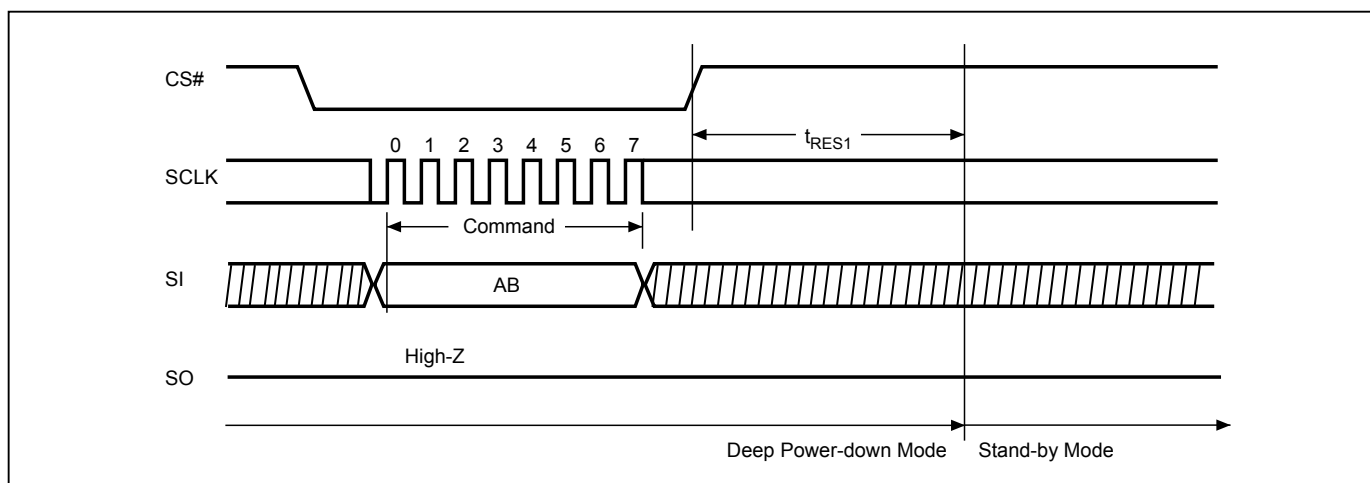 CS#
tRES1
0 1 2 3 4 5 6 7
SCLK
Command
SI
AB
High-Z
SO
Deep Power-down Mode Stand-by Mode